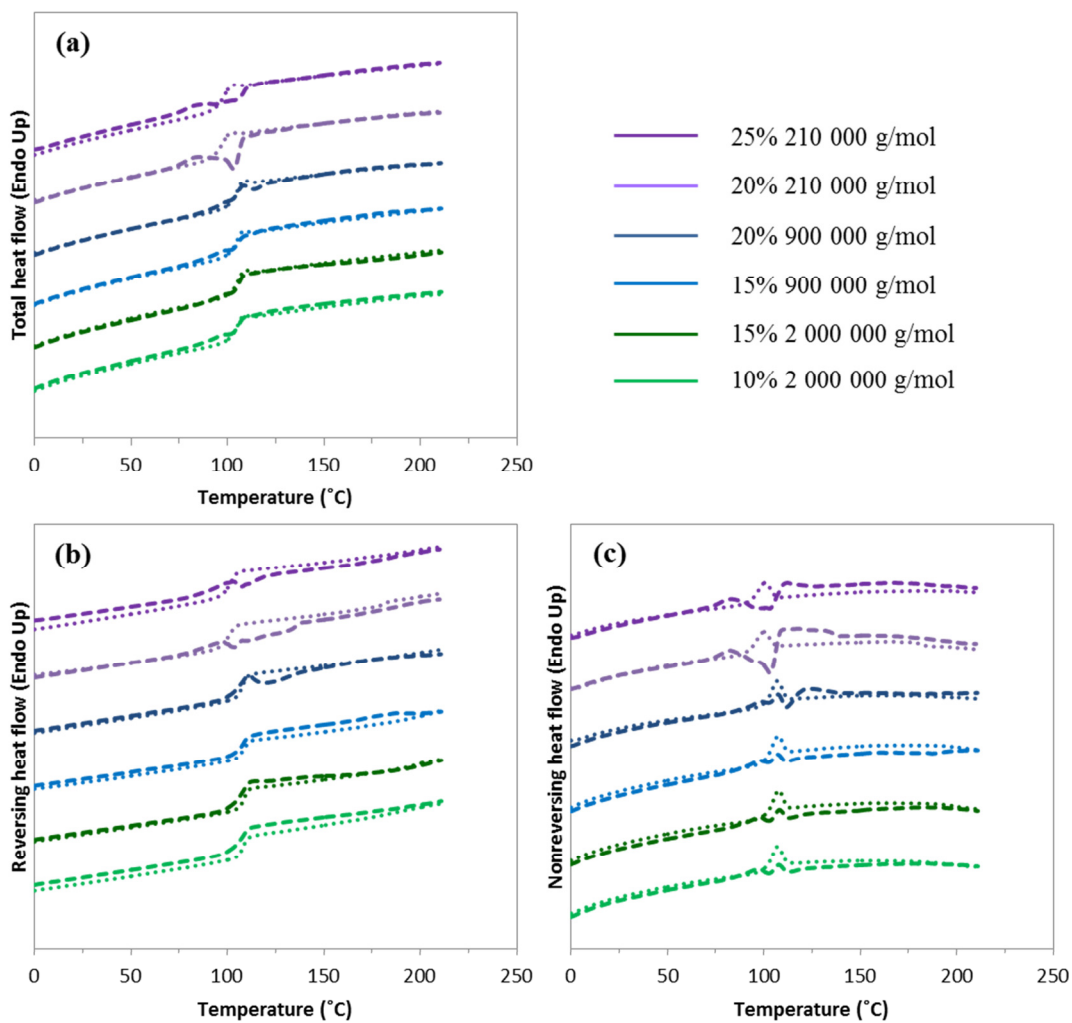 (a)
Total heat flow (Endo Up)
0 50 100 150 200 250
Temperature (˚C)
25% 210 000 g/mol
20% 210 000 g/mol
20% 900 000 g/mol
15% 900 000 g/mol
15% 2 000 000 g/mol
10% 2 000 000 g/mol
(b)
Reversing heat flow (Endo Up)
0 50 100 150 200 250
Temperature (˚C)
(c)
Nonreversing heat flow (Endo Up)
0 50 100 150 200 250
Temperature (˚C)